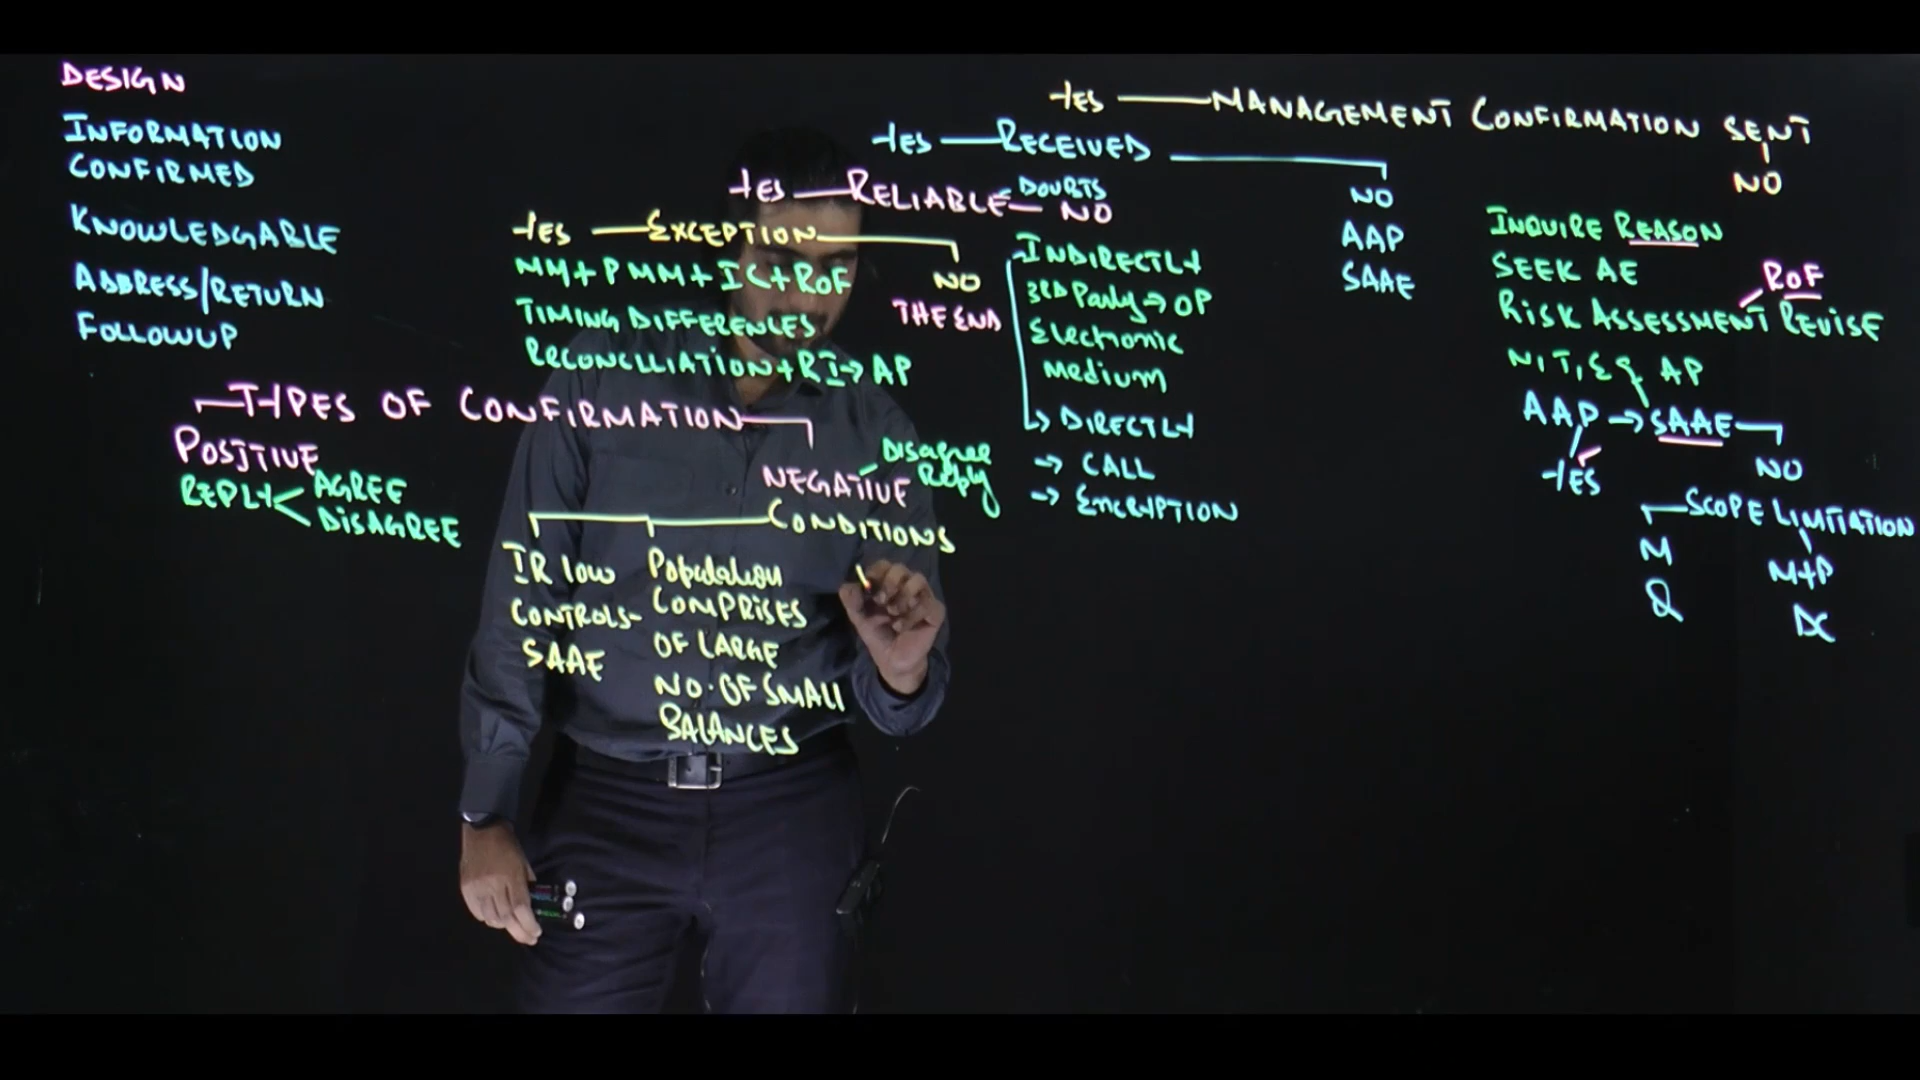 DESIGN
INFORMATION
CONFIRMED
KNOWLEDGABLE
ADDRESS/RETURN
FOLLOWUP
YES — MANAGEMENT CONFIRMATION SENT
NO
YES — RECEIVED
NO
AAP
SAAE
YES — RELIABLE — NO
DOUBTS
YES — EXCEPTION
NO
THE END
MM + PMM + IC + ROF
TIMING DIFFERENCES
RECONCLLIATION + RI → AP
INDIRECTLY
3RD Party → OP
Electronic
medium
↳ DIRECTLY
→ CALL
→ ENCRYPTION
INQUIRE REASON
SEEK AE
ROF
RISK ASSESSMENT REVISE
N, T, E of AP
AAP → SAAE
YES
NO
SCOPE LIMITIATION
M
Q
M+P
DC
TYPES OF CONFIRMATION
POSITIVE
REPLY < AGREE
DISAGREE
NEGATIVE
DISAGREE
Reply
CONDITIONS
IR low
CONTROLS-
SAAE
Population
COMPRISES
OF LARGE
NO. OF SMALL
BALANCES